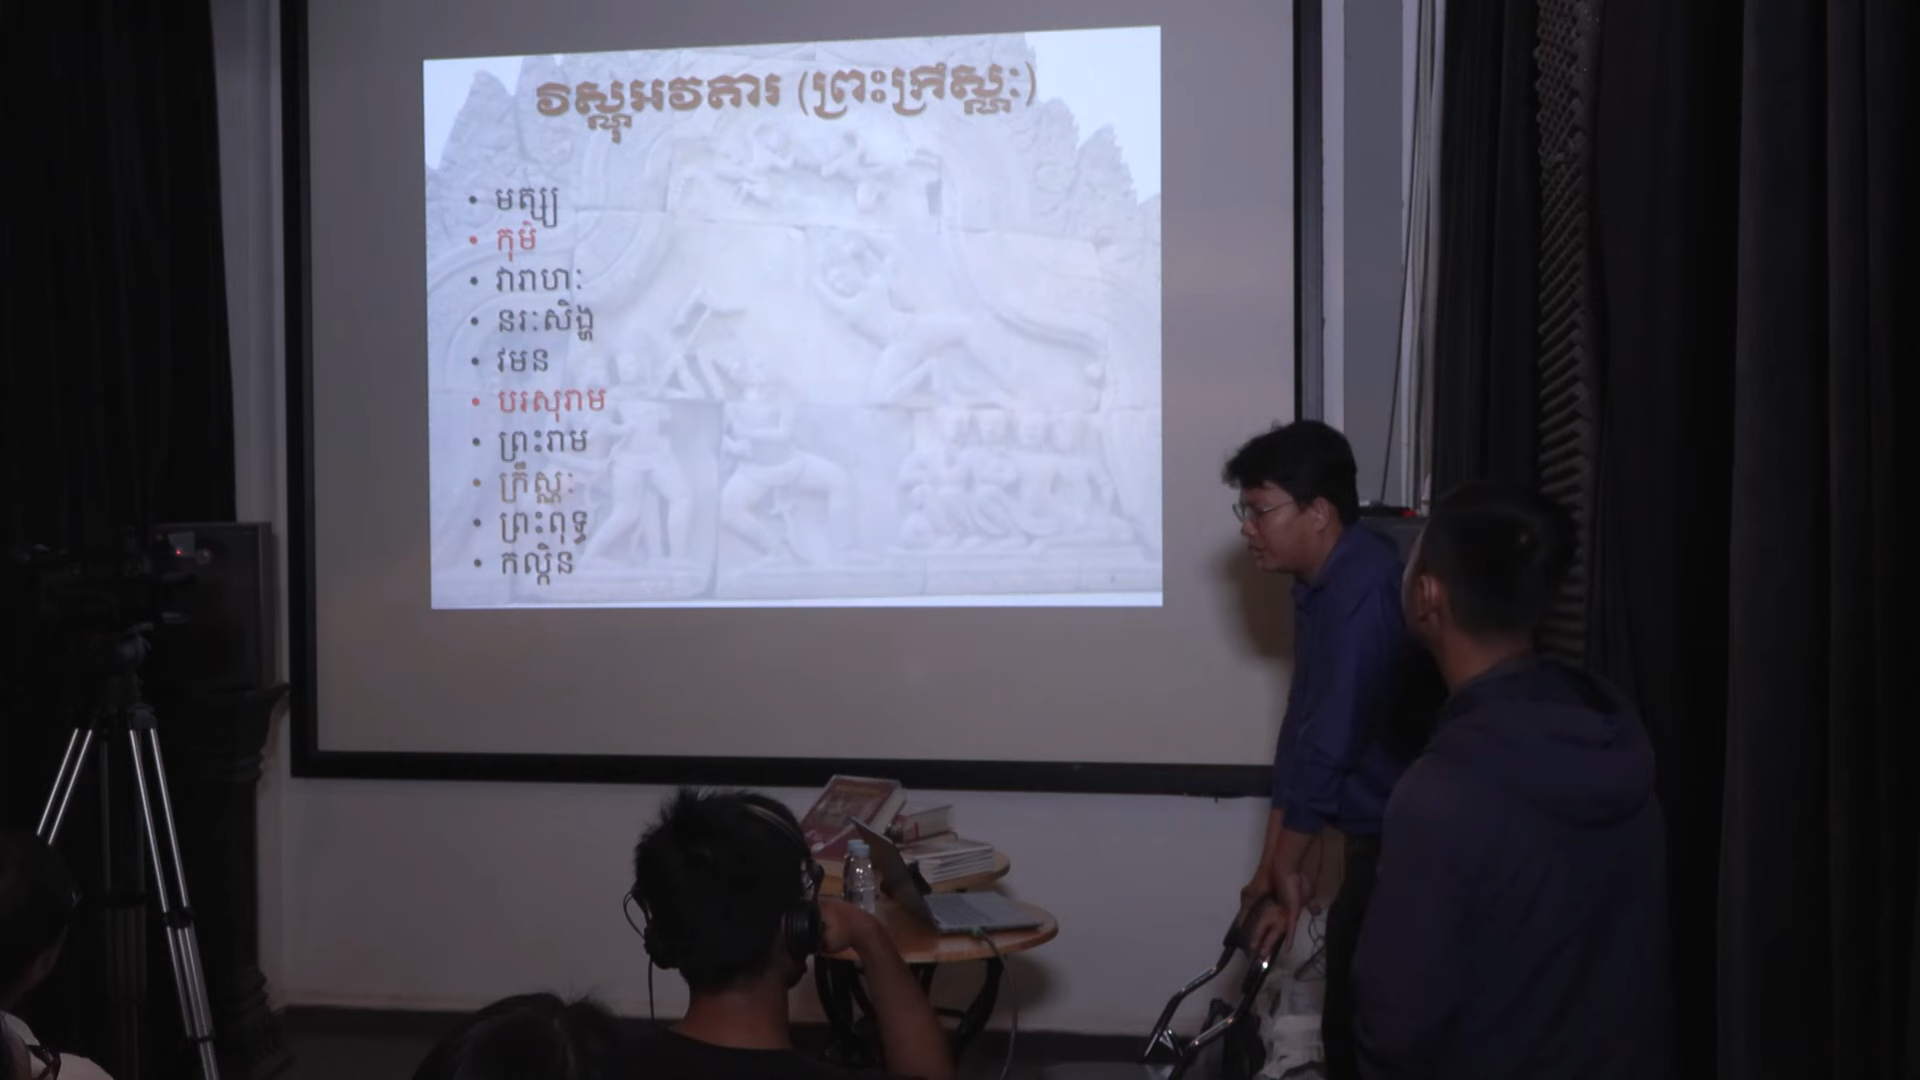 វិស្ណុអវតារ (ព្រះក្រឹស្ណៈ)
• មត្ស្យ
• កុម៌
• វារាហៈ
• នរៈសិង្ហ
• វមន
• បរសុរាម
• ព្រះរាម
• ក្រឹស្ណៈ
• ព្រះពុទ្ធ
• កល្កិន